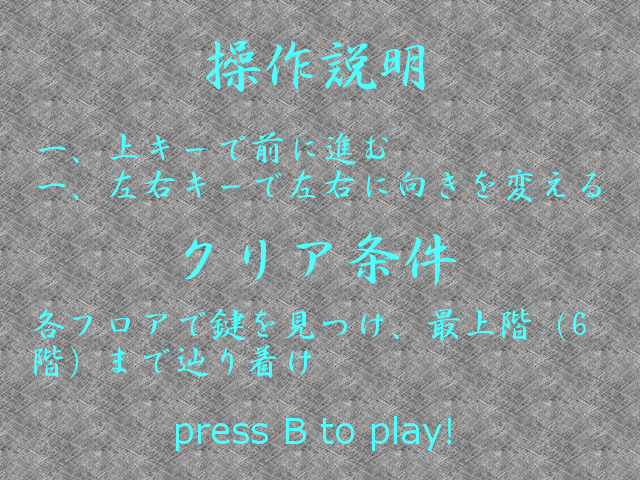 操作説明
一、上キーで前に進む
一、左右キーで左右に向きを変える
クリア条件
各フロアで鍵を見つけ、最上階（6
階）まで辿り着け
press B to play!